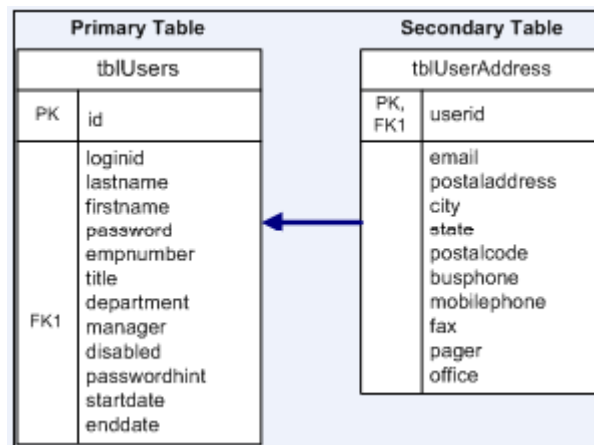 Primary Table
tblUsers
PK
id
loginid
lastname
firstname
password
empnumber
title
department
FK1
manager
disabled
passwordhint
startdate
enddate
Secondary Table
tblUserAddress
PK,
FK1
userid
email
postaladdress
city
state
postalcode
busphone
mobilephone
fax
pager
office